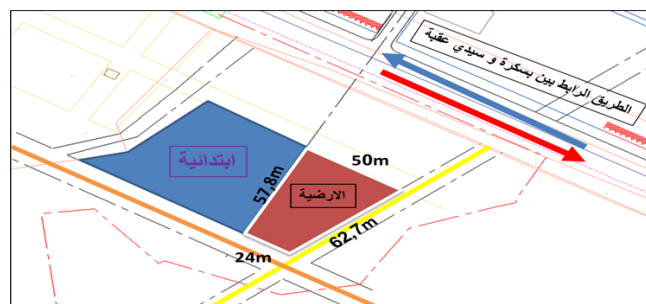 الطريق الرابط بين بسكرة و سيدي عقبة
ابتدائية
50m
57,8m
الارضية
62,7m
24m